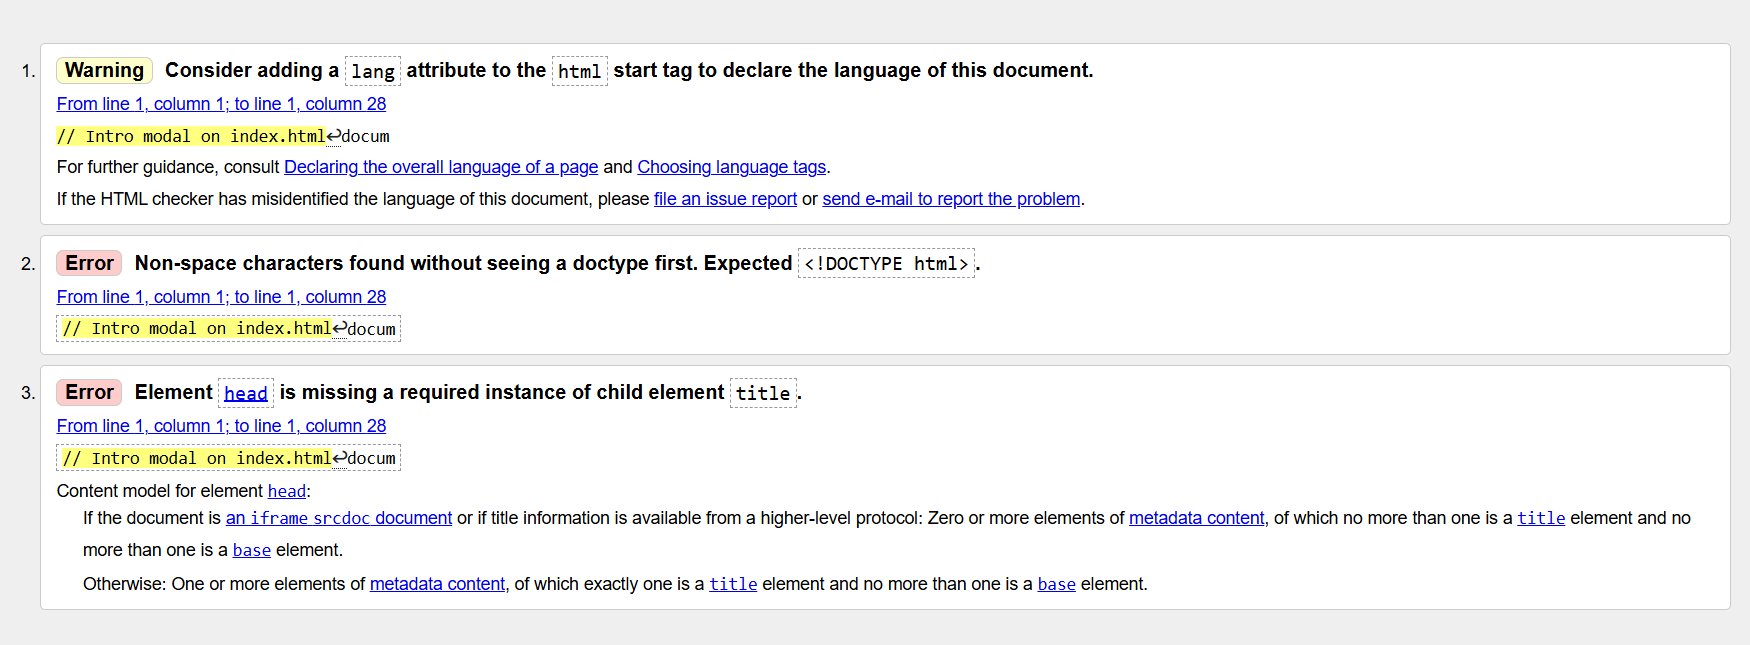 1. Warning Consider adding a lang attribute to the html start tag to declare the language of this document.
From line 1, column 1; to line 1, column 28
// Intro modal on index.html↩docum
For further guidance, consult Declaring the overall language of a page and Choosing language tags.
If the HTML checker has misidentified the language of this document, please file an issue report or send e-mail to report the problem.
2. Error Non-space characters found without seeing a doctype first. Expected <!DOCTYPE html>.
From line 1, column 1; to line 1, column 28
// Intro modal on index.html↩docum
3. Error Element head is missing a required instance of child element title.
From line 1, column 1; to line 1, column 28
// Intro modal on index.html↩docum
Content model for element head:
If the document is an iframe srcdoc document or if title information is available from a higher-level protocol: Zero or more elements of metadata content, of which no more than one is a title element and no
more than one is a base element.
Otherwise: One or more elements of metadata content, of which exactly one is a title element and no more than one is a base element.